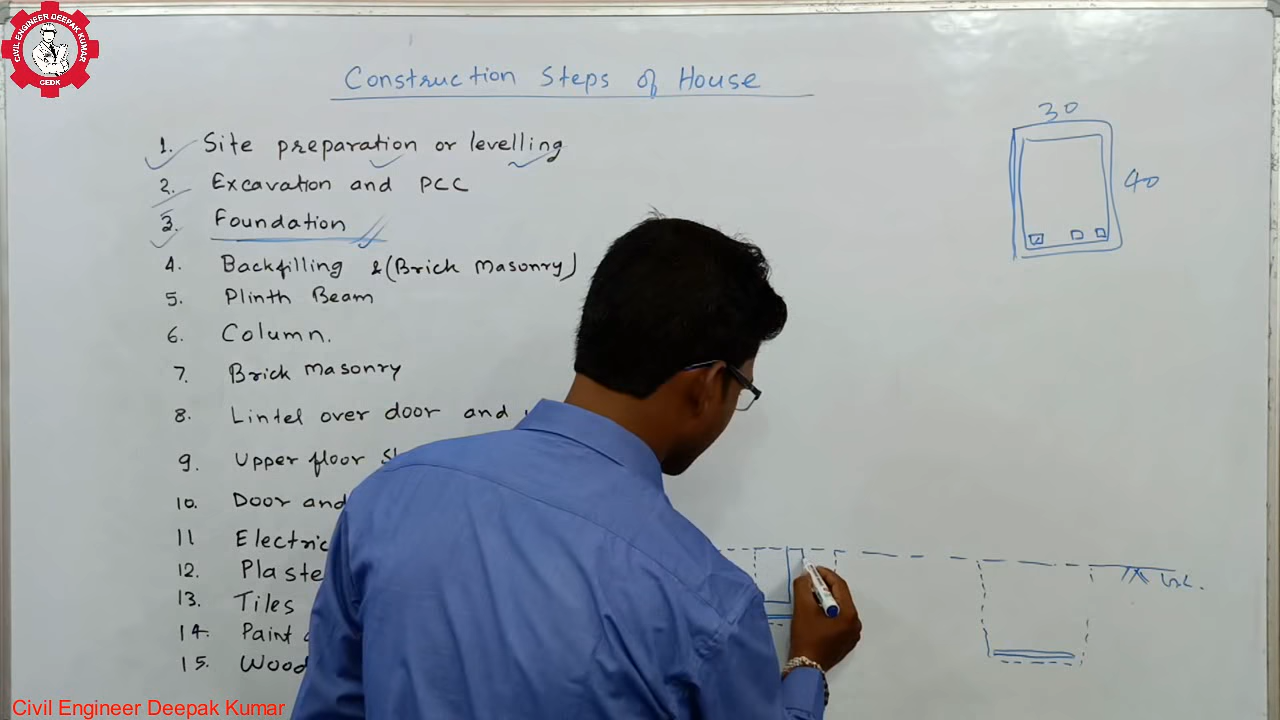 CIVIL ENGINEER DEEPAK KUMAR
CEDK
Construction Steps of House
1. Site preparation or levelling
2. Excavation and PCC
3. Foundation
4. Backfilling & (Brick Masonry)
5. Plinth Beam
6. Column.
7. Brick Masonry
8. Lintel over door and
9. Upper floor
10. Door and
11 Electric
12. Plaste
13. Tiles
14. Paint
15. Wood
30
40
Civil Engineer Deepak Kumar